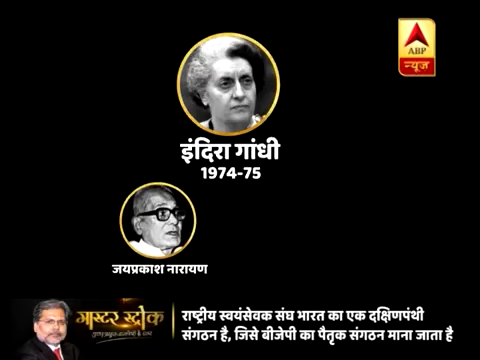 ABP
न्यूज़
इंदिरा गांधी
1974-75
जयप्रकाश नारायण
मास्टर स्ट्रोक
राष्ट्रीय स्वयंसेवक संघ भारत का एक दक्षिणपंथी
संगठन है, जिसे बीजेपी का पैतृक संगठन माना जाता है